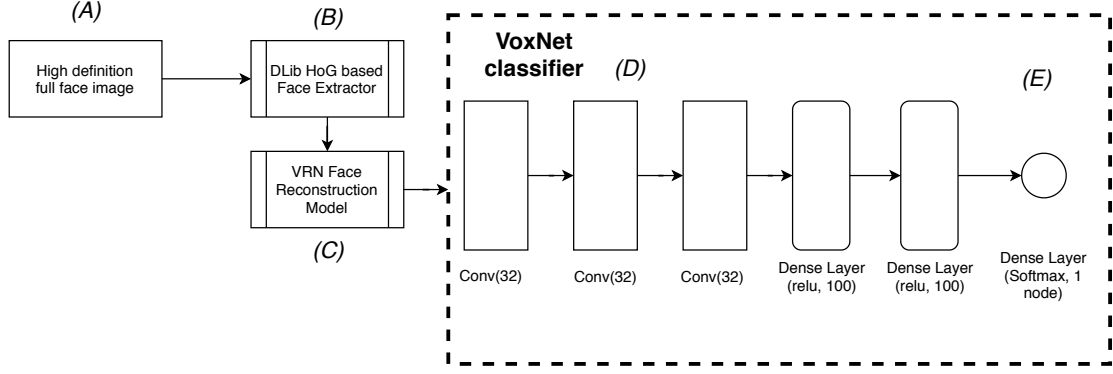 (A)
High definition
full face image
(B)
DLib HoG based
Face Extractor
VRN Face
Reconstruction
Model
(C)
VoxNet
classifier
(D)
(E)
Conv(32)
Conv(32)
Conv(32)
Dense Layer
(relu, 100)
Dense Layer
(relu, 100)
Dense Layer
(Softmax, 1
node)